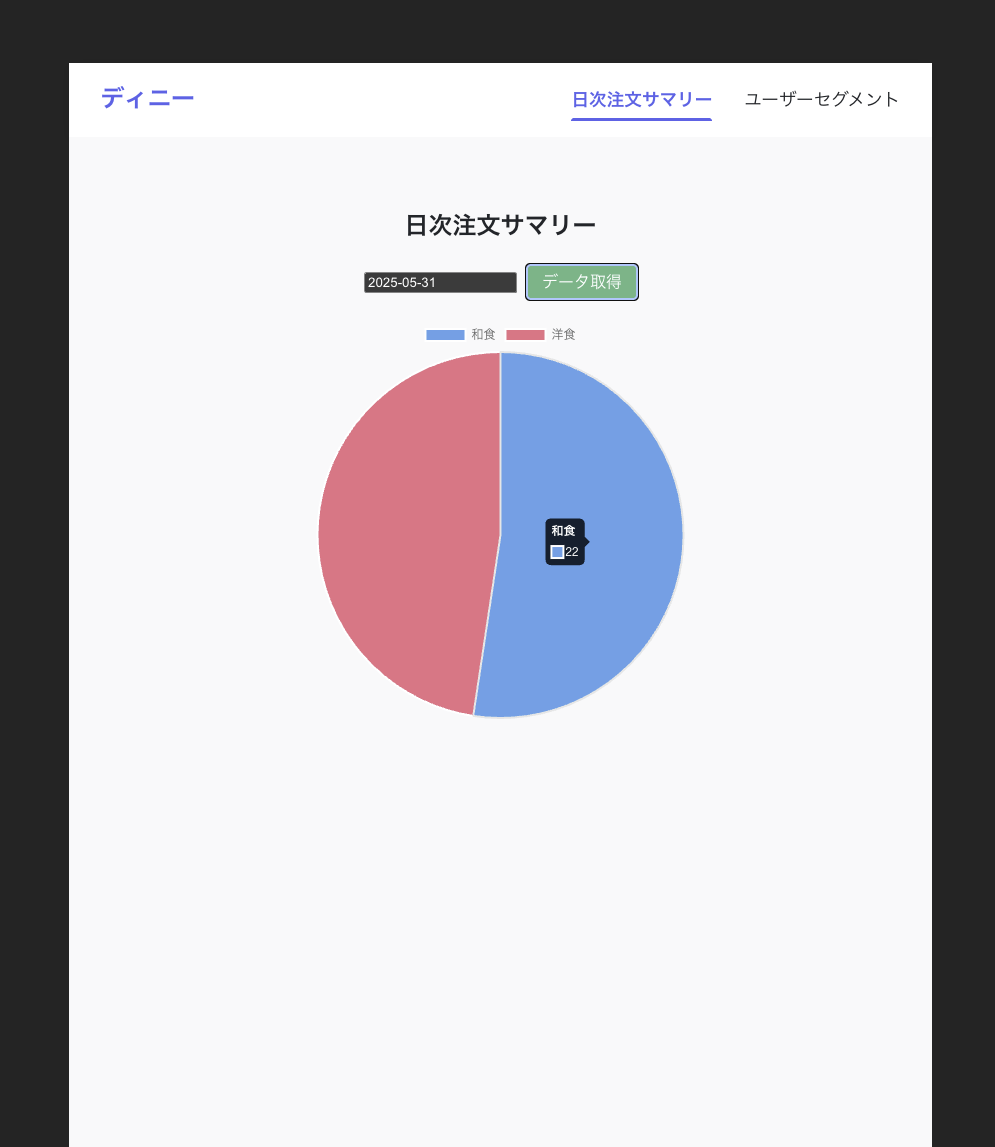 ディニー
日次注文サマリー ユーザーセグメント
日次注文サマリー
2025-05-31 データ取得
和食 洋食
和食
22